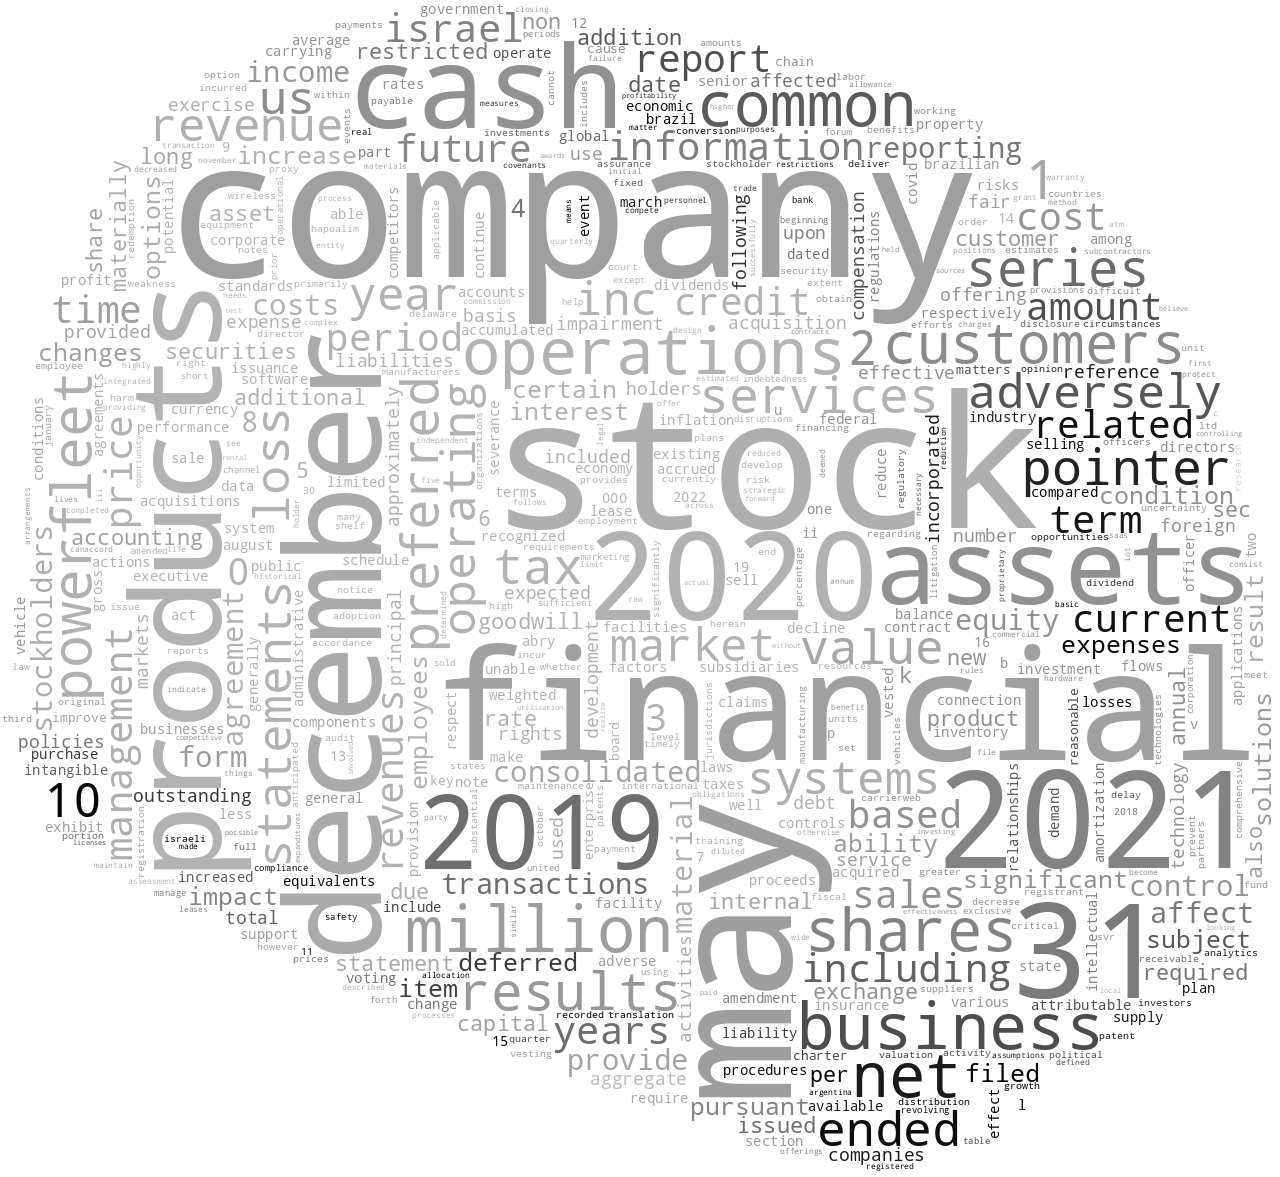 government closing
payments israel non 12
average addition
carrying restricted operate cause report amounts
option income rates failure date senior affected labor
incurred within us payable cash includes cannot profitability economic higher common allowance
exercise measures brazil working
revenue real investments matter conversion purposes forum benefits property
transaction 9 events future global information reporting
long increase part use assurance stockholder restrictions deliver brazilian
november decreased proxy materials covenants awards initial fixed march bank covid risks fair warranty
wireless process company 4 event means compete trade personnel following beginning upon 1 countries grant method
share materially options potential asset able hapoalim entity applicable continue quarterly dated compensation regulations order 14 cost atm
redemption equipment corporate notes operational competitors successfully security customer among subcontractors
profit weakness standards primarily court except dividends extent held positions estimates series
time needs prior costs year accounts inc credit obtain sources offering provisions difficult
provided test director expense complex delaware comission basis help design contracts respectively amount believe
changes securities period accumulated impairment acquisition 2 customers efforts charges disclosure circumstances
employee highly right issuance liabilities operations estimated indebtedness effective matters opinion reference unit first protect
integrated short software manufacturers certain holders services adversely
conditions january harm providing currency additional interest offer inflation disruptions u federal industry officers c ltd controlling
agreements performance 8 loss approximately severance plans financing incorporated related selling directors
powerfleet prices products see rental december preferred operating independent organizations included legal existing reduced deemed stock pointer research
opportunity sale channel 5 economy accrued develop reduce regulatory reduction compared condition sec
lives iii data limited five terms provides currently risk uncertainty foreign
arrangements completed acquisitions 30 holder many shelf follows 000 lease 2022 strategic forward one necessary term
stockholders accounting canaccord system 6 recognized employment across ii regarding number opportunities saas iot officer two
amended life august schedule requirements marketing end 19 percentage litigation assets consist
actions executive 0 public tax limit 2020 sell annum proprietary dividend result
gross issue act historical notice expected actual balance basic
vehicle markets agreement administrative adoption determined high sufficient raw significantly herein decline contract equity current
law reports generally statements accordance principal goodwill abry facilities without 16 commercial expenses
management indicate revenues employees sold incur market value new rules applications
third improve original businesses components respect unable whether factors subsidiaries resources k b investment flows meet
policies competitive form audit weighted financial development jurisdictions claims vested connection hardware reasonable losses annual corporation
purchase things 13 involved rate utilization realize 3 benefit units product technologies v
intangible anticipated rights board level timely p set manufacturing vehicles inventory file solutions
10 outstanding general states make consolidated laws systems 2021
exhibit less keynote maintenance international taxes carrierweb relationships delay comprehensive
portion licenses registration israeli made possible expenditures provision 2019 party substantial october used enterprise patents obligations well debt based demand amortization 2018 technology prevent partners
maintain full compliance united payment material training controls otherwise investing ability also
assessment increased equivalents transactions 7 diluted proceeds service acquired greater become
manage impact due facility internal fiscal sales decrease significant registrant control fund
leases total safety include million similar effectiveness exclusive intellectual affect looking
support may shares critical usvr
however 11 statement deferred adverse wide subject analytics
prices voting allocation using activities including state 31 receivable required
described item results paid amendment exchange suppliers local plan
forth change insurance various attributable investors
processes capital recorded translation supply
15 quarter years liability business patent
vesting provide charter valuation activity assumptions political defined
aggregate procedures per net filed growth
require argentina
pursuant available distribution revolving effect l
issued ended
section table
offerings companies
registered